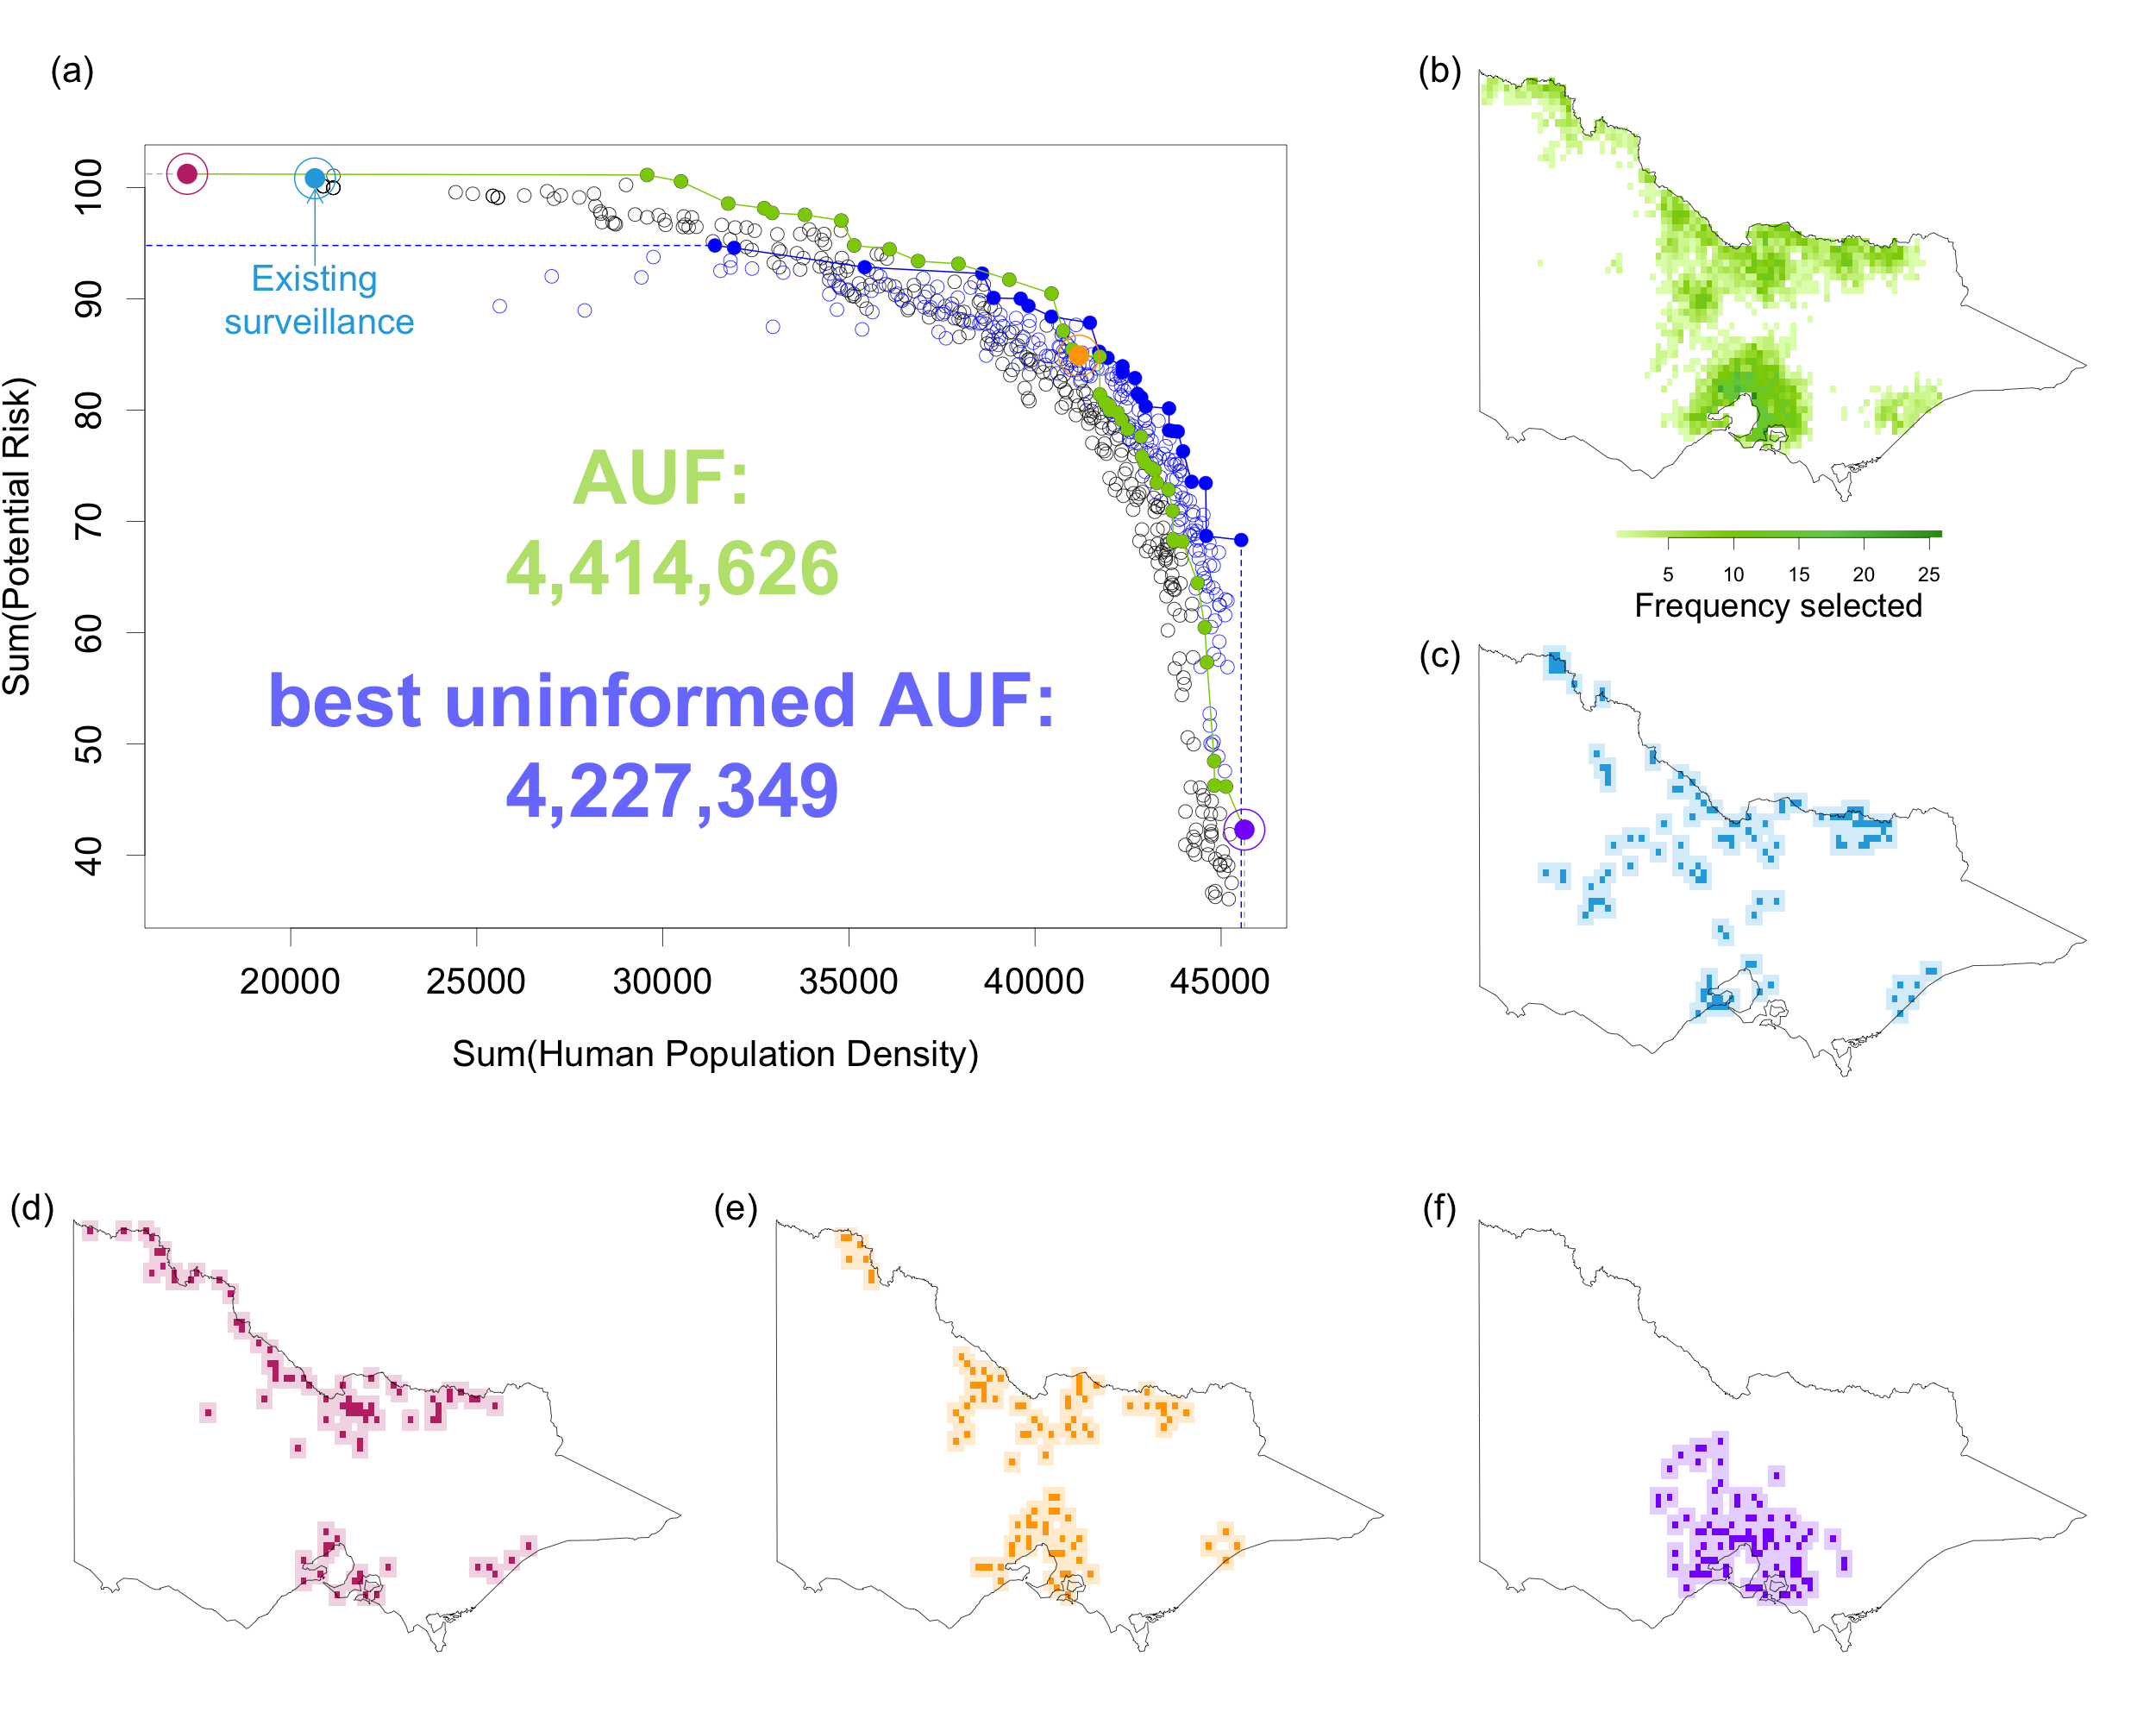 (a)
Sum(Potential Risk)
100
90
80
70
60
50
40
Existing
surveillance
AUF:
4,414,626
best uninformed AUF:
4,227,349
20000
25000
30000
35000
40000
45000
Sum(Human Population Density)
(b)
5
10
15
20
25
Frequency selected
(c)
(d)
(e)
(f)